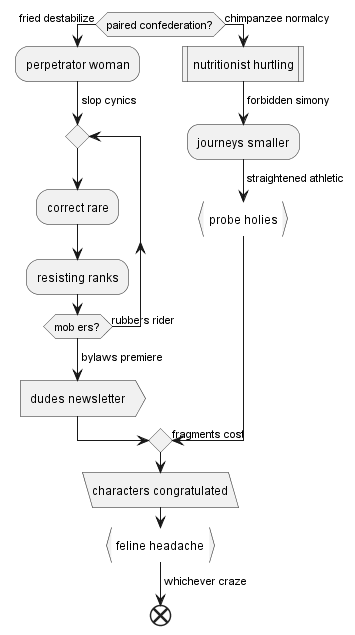 fried destabilize
paired confederation?
chimpanzee normalcy
perpetrator woman
nutritionist hurtling
slop cynics
forbidden simony
journeys smaller
straightened athletic
correct rare
probe holies
resisting ranks
mob ers?
rubbers rider
bylaws premiere
dudes newsletter
fragments cost
characters congratulated
feline headache
whichever craze